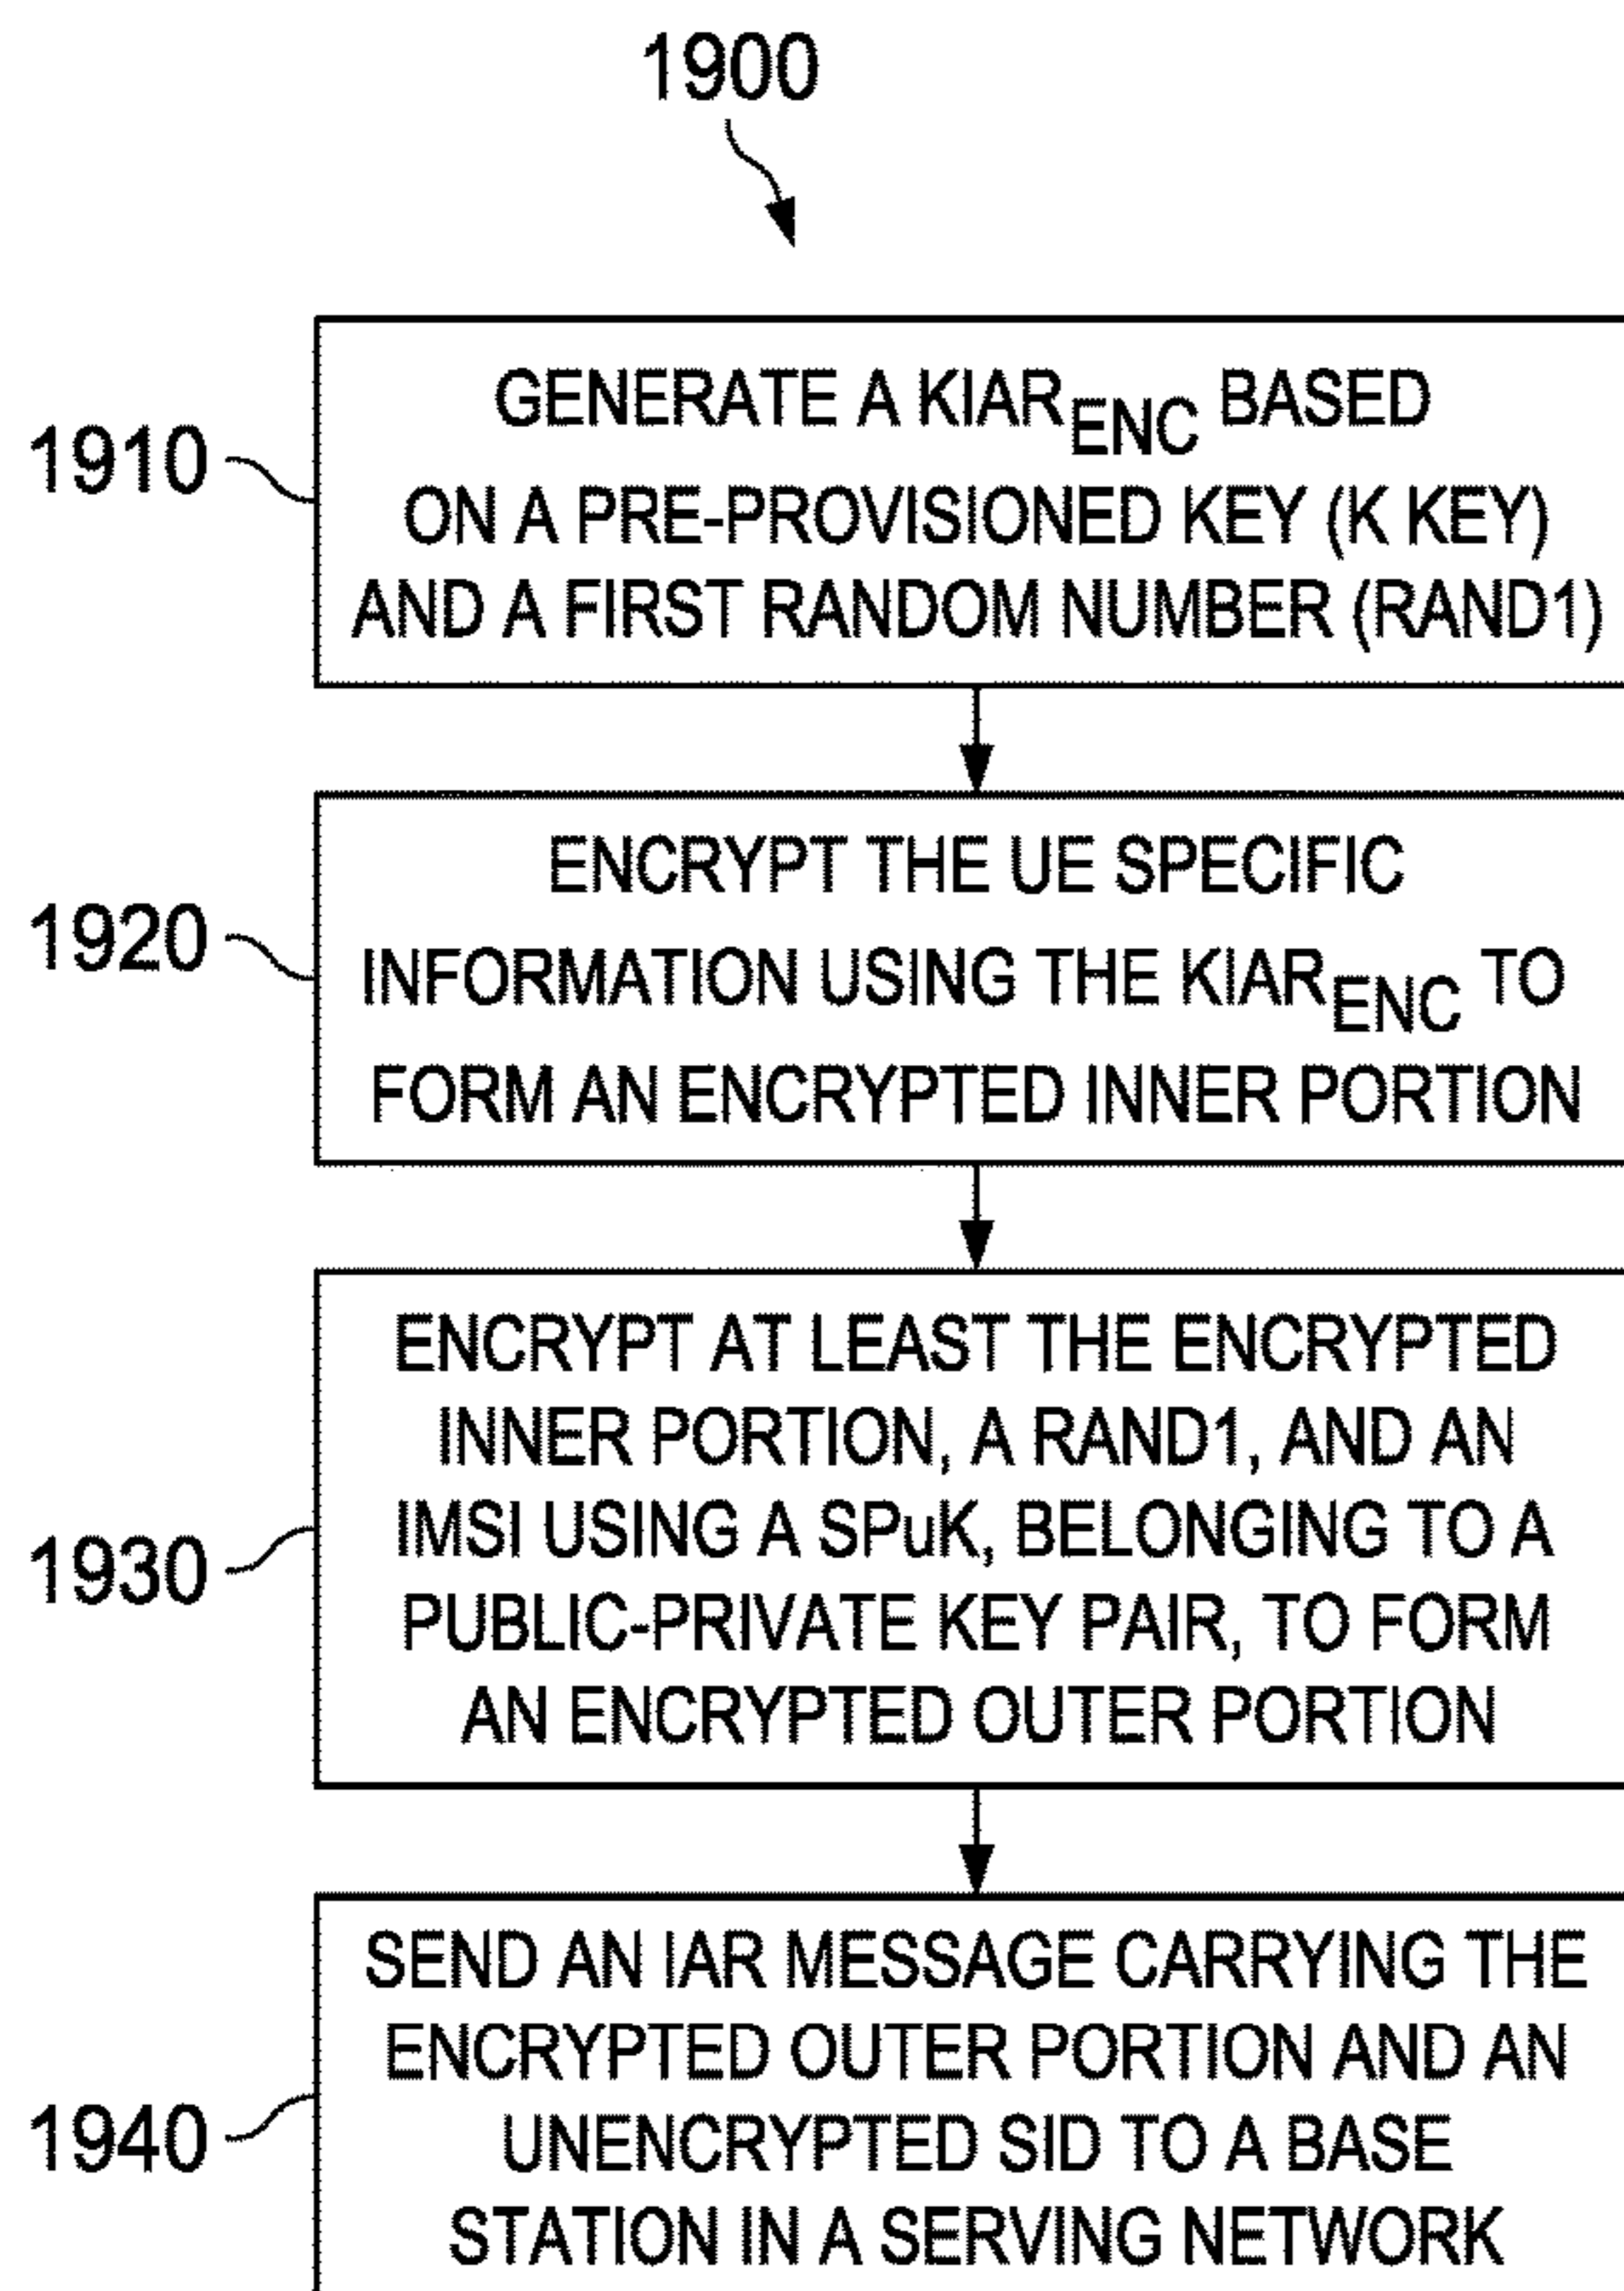 1900
1910
GENERATE A KIAR_ENC BASED
ON A PRE-PROVISIONED KEY (K KEY)
AND A FIRST RANDOM NUMBER (RAND1)
1920
ENCRYPT THE UE SPECIFIC
INFORMATION USING THE KIAR_ENC TO
FORM AN ENCRYPTED INNER PORTION
1930
ENCRYPT AT LEAST THE ENCRYPTED
INNER PORTION, A RAND1, AND AN
IMSI USING A SPuK, BELONGING TO A
PUBLIC-PRIVATE KEY PAIR, TO FORM
AN ENCRYPTED OUTER PORTION
1940
SEND AN IAR MESSAGE CARRYING THE
ENCRYPTED OUTER PORTION AND AN
UNENCRYPTED SID TO A BASE
STATION IN A SERVING NETWORK